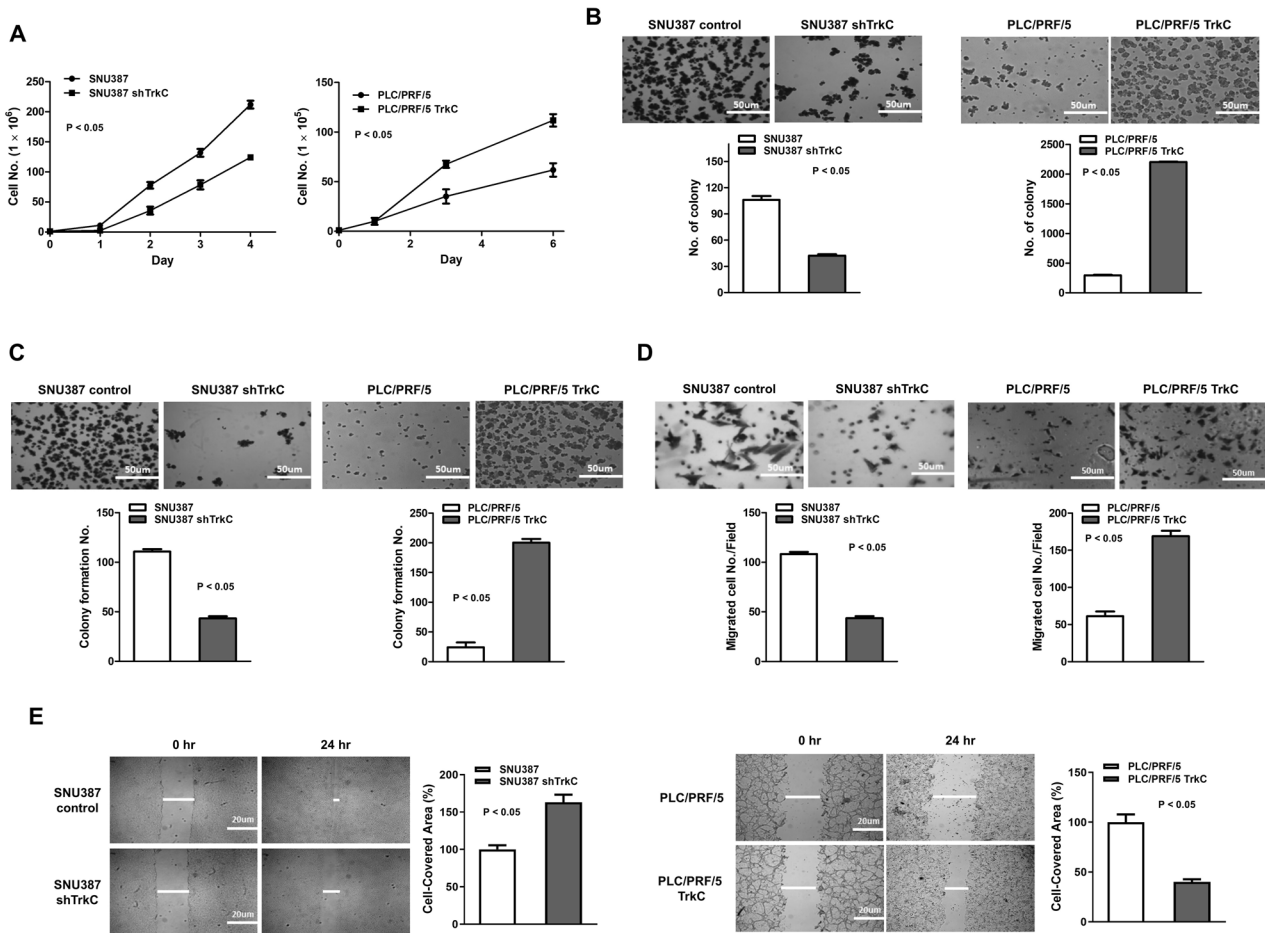 A
SNU387
SNU387 shTrkC
P < 0.05
Cell No. (1 × 10⁶)
250
200
150
100
50
0
0 1 2 3 4
Day
PLC/PRF/5
PLC/PRF/5 TrkC
P < 0.05
Cell No. (1 × 10⁵)
150
100
50
0
0 2 4 6
Day
B
SNU387 control
SNU387 shTrkC
PLC/PRF/5
PLC/PRF/5 TrkC
50um
50um
50um
50um
SNU387
SNU387 shTrkC
P < 0.05
No. of colony
150
120
90
60
30
0
PLC/PRF/5
PLC/PRF/5 TrkC
P < 0.05
No. of colony
2500
2000
1500
1000
500
0
C
SNU387 control
SNU387 shTrkC
PLC/PRF/5
PLC/PRF/5 TrkC
50um
50um
50um
50um
SNU387
SNU387 shTrkC
P < 0.05
Colony formation No.
150
100
50
0
PLC/PRF/5
PLC/PRF/5 TrkC
P < 0.05
Colony formation No.
250
200
150
100
50
0
D
SNU387 control
SNU387 shTrkC
PLC/PRF/5
PLC/PRF/5 TrkC
50um
50um
50um
50um
SNU387
SNU387 shTrkC
P < 0.05
Migrated cell No./Field
150
100
50
0
PLC/PRF/5
PLC/PRF/5 TrkC
P < 0.05
Migrated cell No./Field
200
150
100
50
0
E
0 hr
24 hr
SNU387
control
20um
SNU387
shTrkC
20um
SNU387
SNU387 shTrkC
P < 0.05
Cell-Covered Area (%)
200
150
100
50
0
0 hr
24 hr
PLC/PRF/5
20um
PLC/PRF/5
TrkC
20um
PLC/PRF/5
PLC/PRF/5 TrkC
P < 0.05
Cell-Covered Area (%)
150
100
50
0